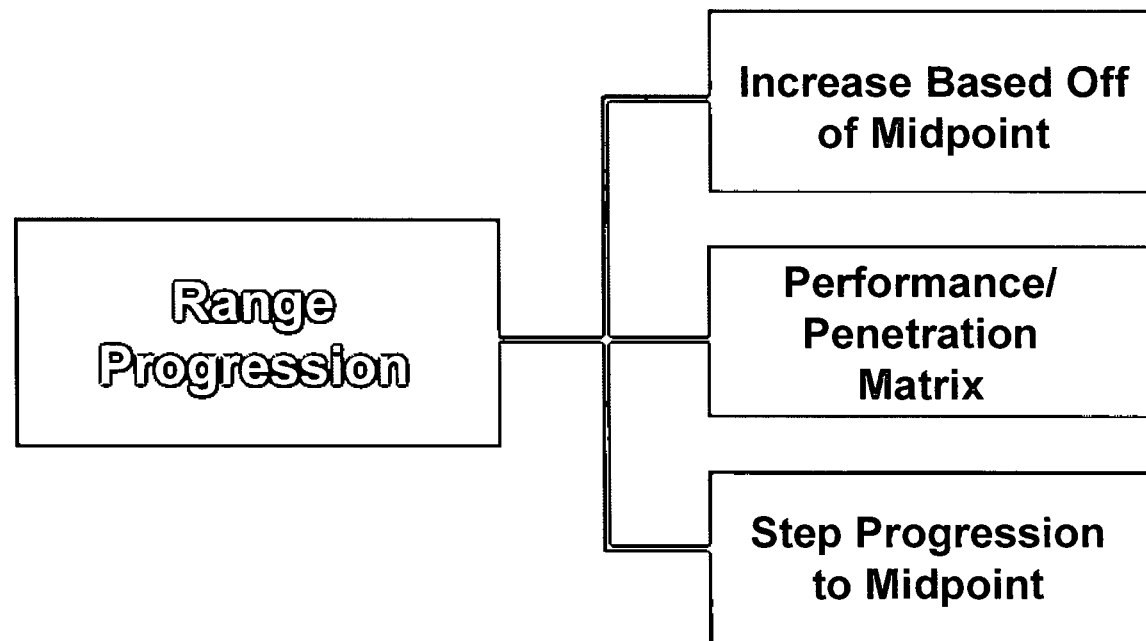 Range
Progression
Increase Based Off
of Midpoint
Performance/
Penetration
Matrix
Step Progression
to Midpoint